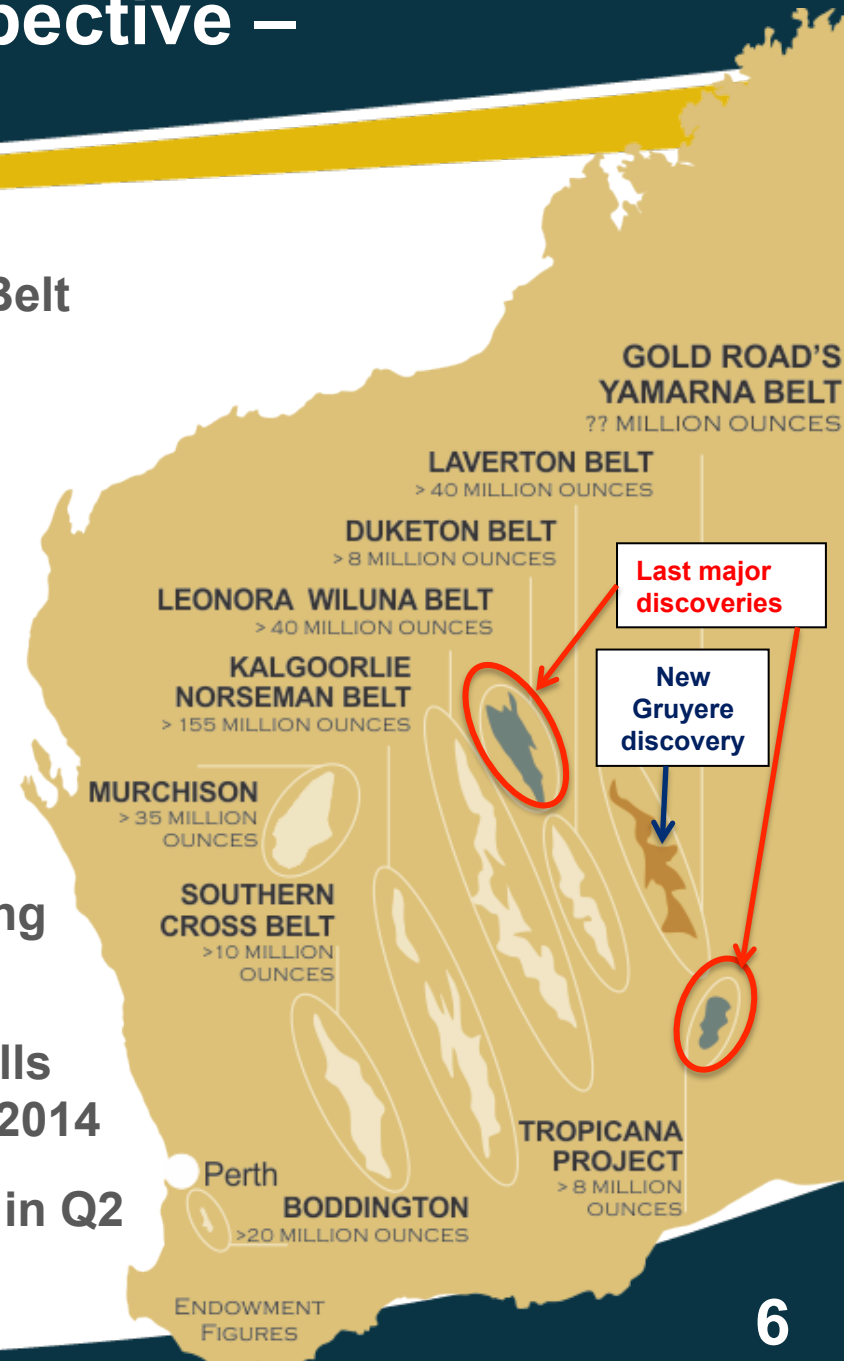 pective –
Belt
GOLD ROAD'S
YAMARNA BELT
?? MILLION OUNCES
LAVERTON BELT
> 40 MILLION OUNCES
DUKETON BELT
> 8 MILLION OUNCES
Last major
discoveries
LEONORA WILUNA BELT
> 40 MILLION OUNCES
KALGOORLIE
NORSEMAN BELT
> 155 MILLION OUNCES
New
Gruyere
discovery
MURCHISON
> 35 MILLION
OUNCES
SOUTHERN
CROSS BELT
>10 MILLION
OUNCES
ng
lls
2014
in Q2
TROPICANA
PROJECT
> 8 MILLION
OUNCES
Perth
BODDINGTON
>20 MILLION OUNCES
ENDOWMENT
FIGURES
6